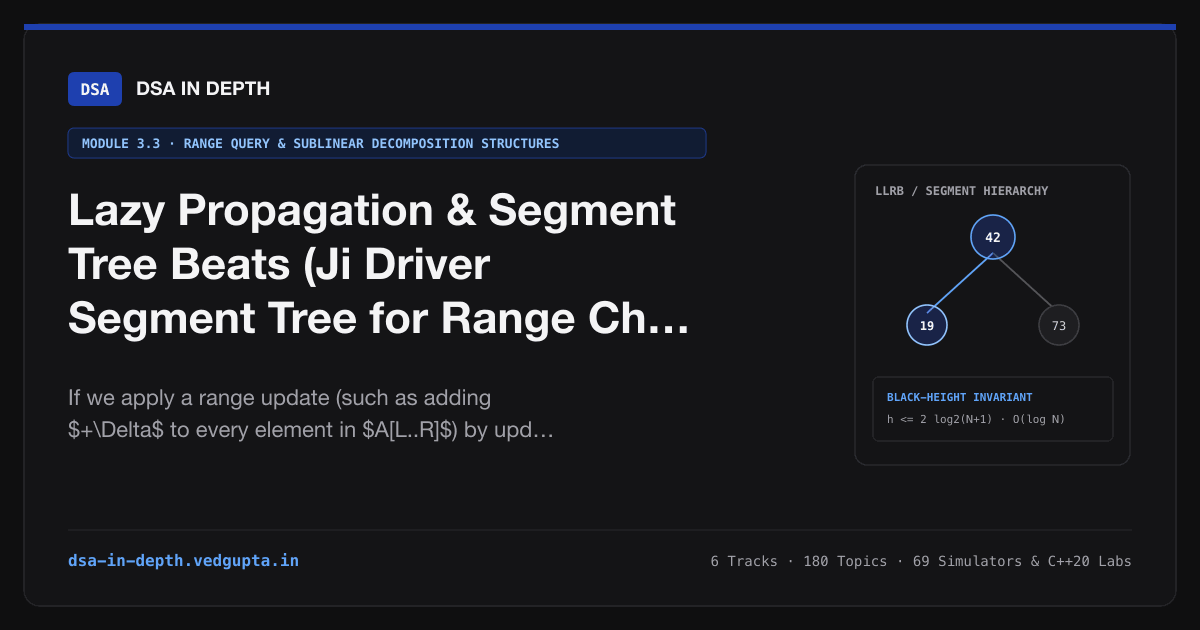 DSA
DSA IN DEPTH
MODULE 3.3 · RANGE QUERY & SUBLINEAR DECOMPOSITION STRUCTURES
Lazy Propagation & Segment
Tree Beats (Ji Driver
Segment Tree for Range Ch...
If we apply a range update (such as adding
$+\Delta$ to every element in $A[L..R]$) by upd...
LLRB / SEGMENT HIERARCHY
42
19
73
BLACK-HEIGHT INVARIANT
h <= 2 log2(N+1) · O(log N)
dsa-in-depth.vedgupta.in
6 Tracks · 180 Topics · 69 Simulators & C++20 Labs